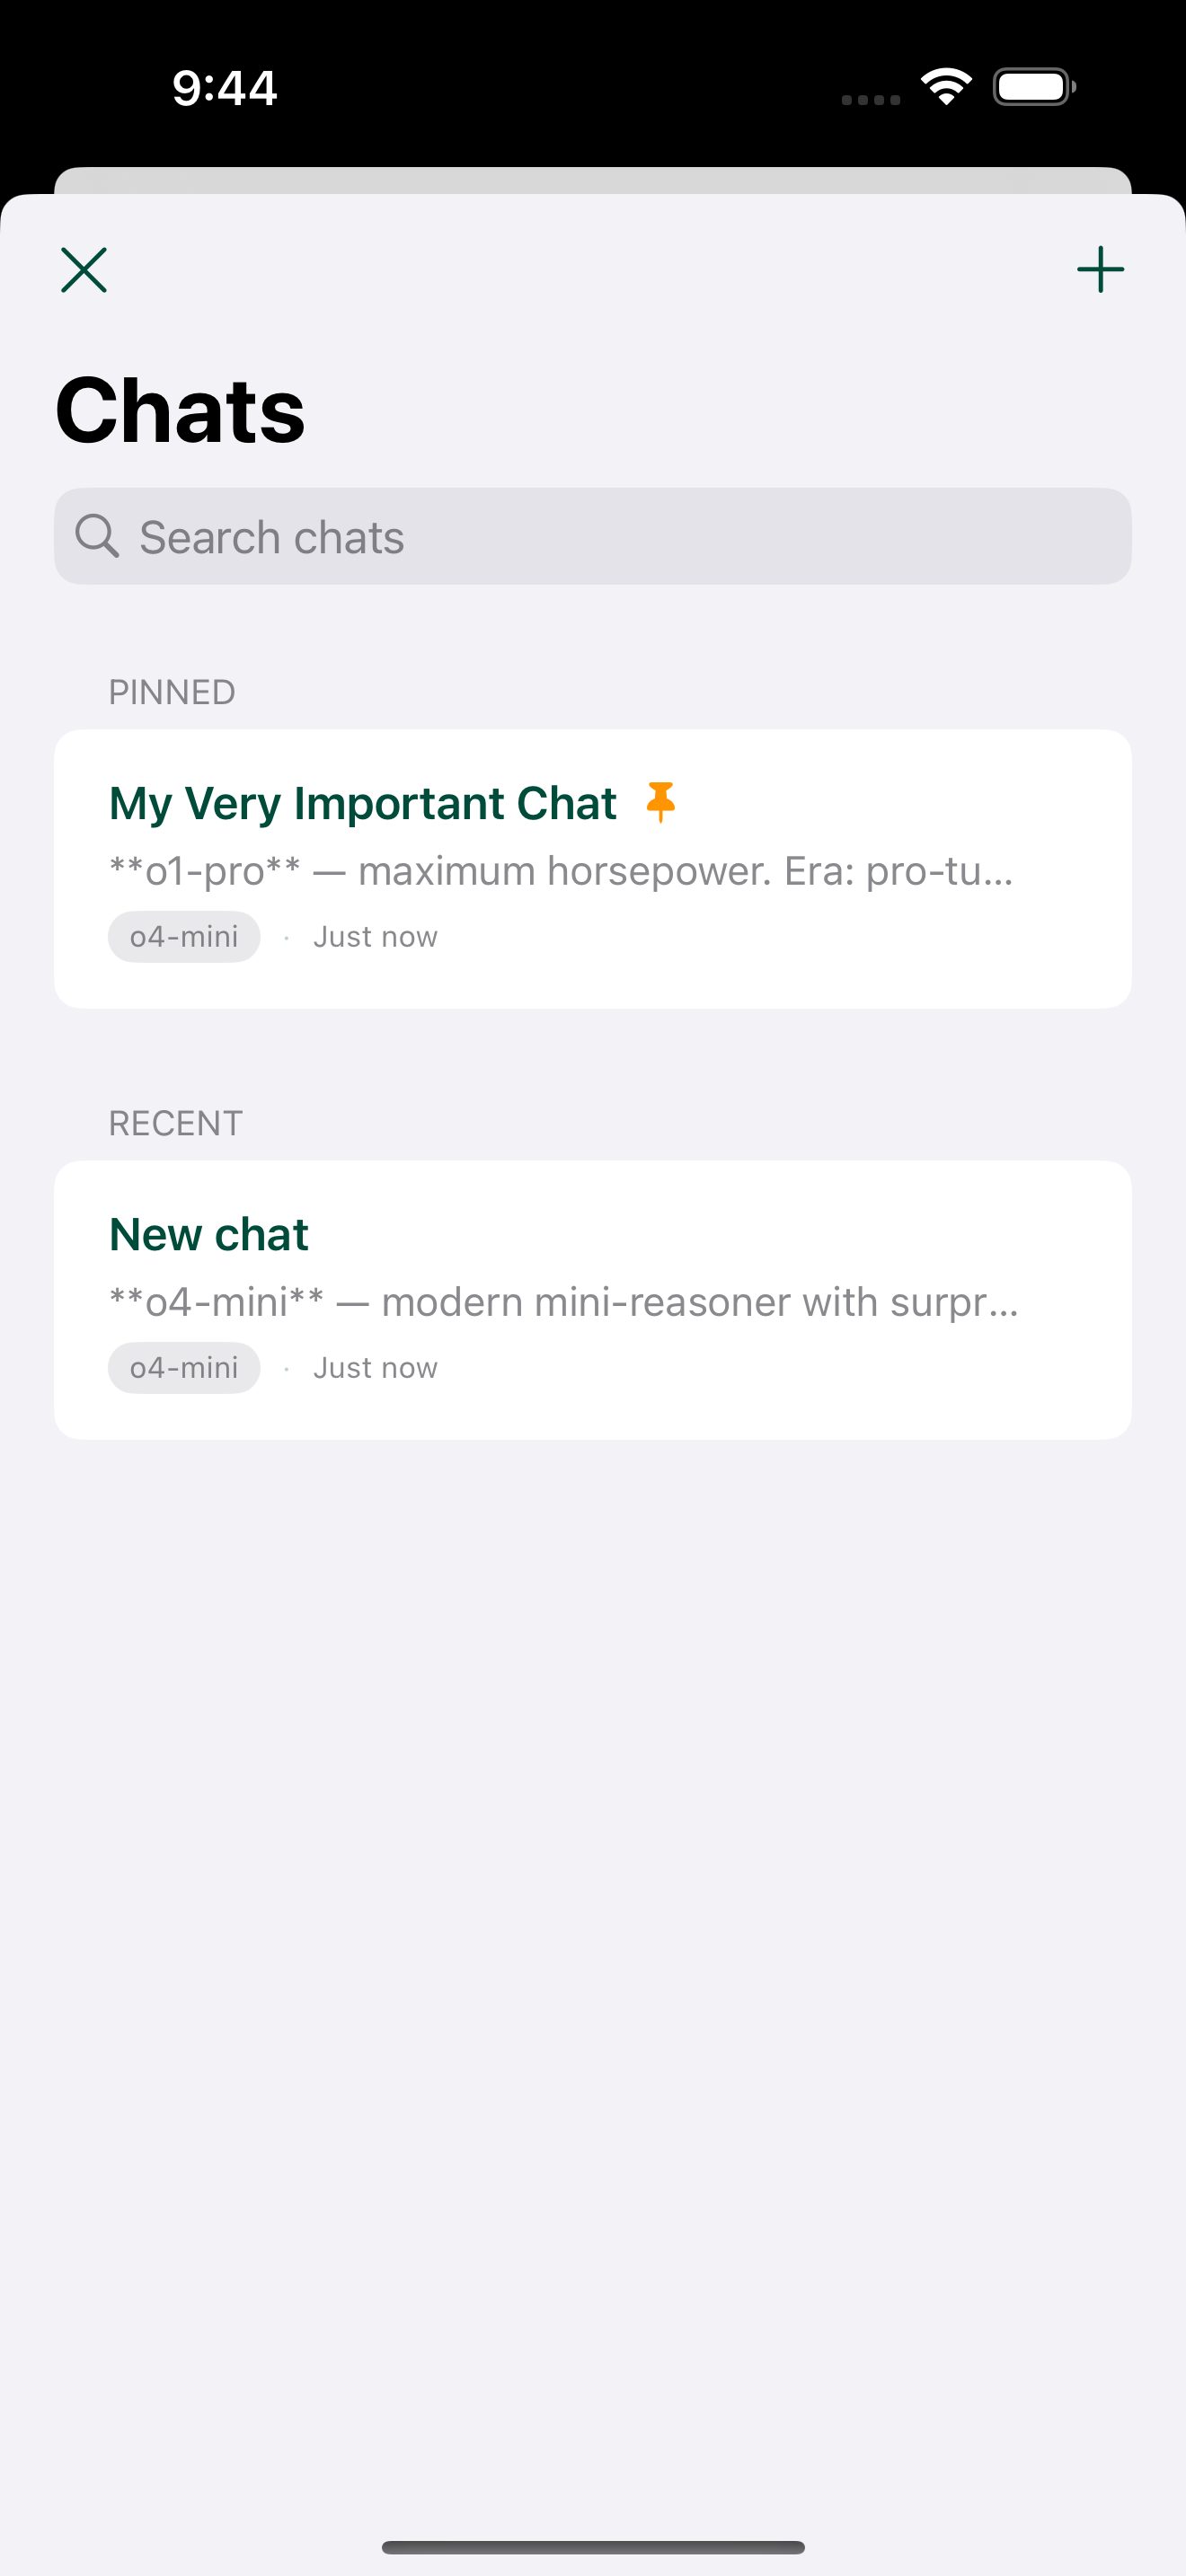 9:44
Chats
Search chats
PINNED
My Very Important Chat
**o1-pro** — maximum horsepower. Era: pro-tu...
o4-mini · Just now
RECENT
New chat
**o4-mini** — modern mini-reasoner with surpr...
o4-mini · Just now